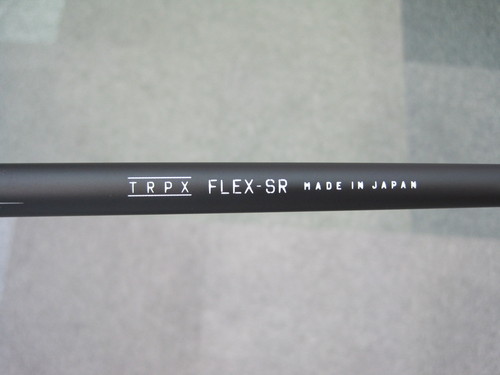 TRPX FLEX-SR MADE IN JAPAN